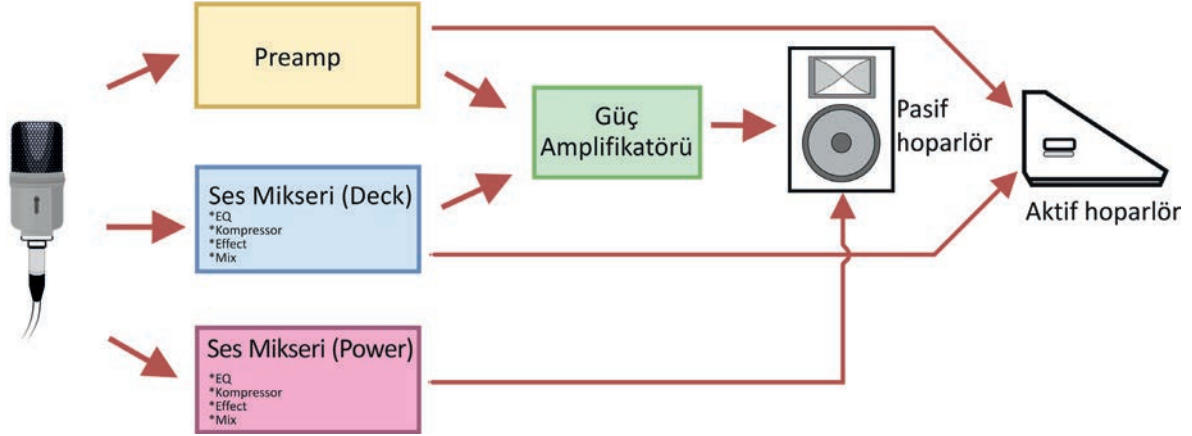 Preamp
Güç
Amplifikatörü
Pasif
hoparlör
Aktif hoparlör
Ses Mikseri (Deck)
*EQ
*Kompressor
*Effect
*Mix
Ses Mikseri (Power)
*EQ
*Kompressor
*Effect
*Mix